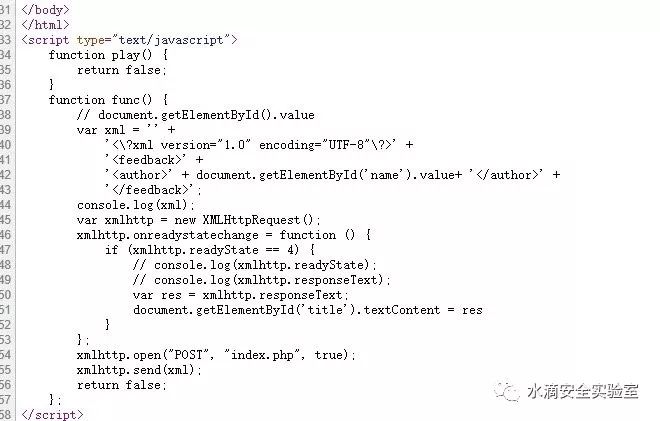 31 </body>
32 </html>
33 <script type="text/javascript">
34     function play() {
35         return false;
36     }
37     function func() {
38         // document.getElementById().value
39         var xml = '' +
40             '<\?xml version="1.0" encoding="UTF-8"\?>' +
41             '<feedback>' +
42             '<author>' + document.getElementById('name').value+ '</author>' +
43             '</feedback>';
44         console.log(xml);
45         var xmlhttp = new XMLHttpRequest();
46         xmlhttp.onreadystatechange = function () {
47             if (xmlhttp.readyState == 4) {
48                 // console.log(xmlhttp.readyState);
49                 // console.log(xmlhttp.responseText);
50                 var res = xmlhttp.responseText;
51                 document.getElementById('title').textContent = res
52             }
53         };
54         xmlhttp.open("POST", "index.php", true);
55         xmlhttp.send(xml);
56         return false;
57     };
58 </script>
水滴安全实验室